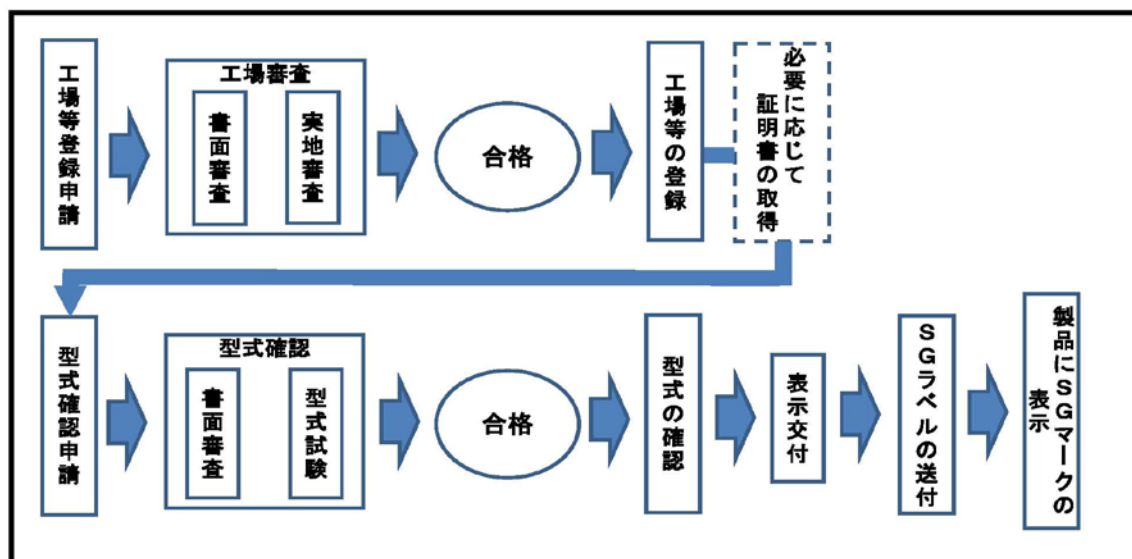 工場等登録申請
工場審査
書面審査
実地審査
合格
工場等の登録
必要に応じて
証明書の取得
型式確認申請
型式確認
書面審査
型式試験
合格
型式の確認
表示交付
SGラベルの送付
製品にSGマークの
表示